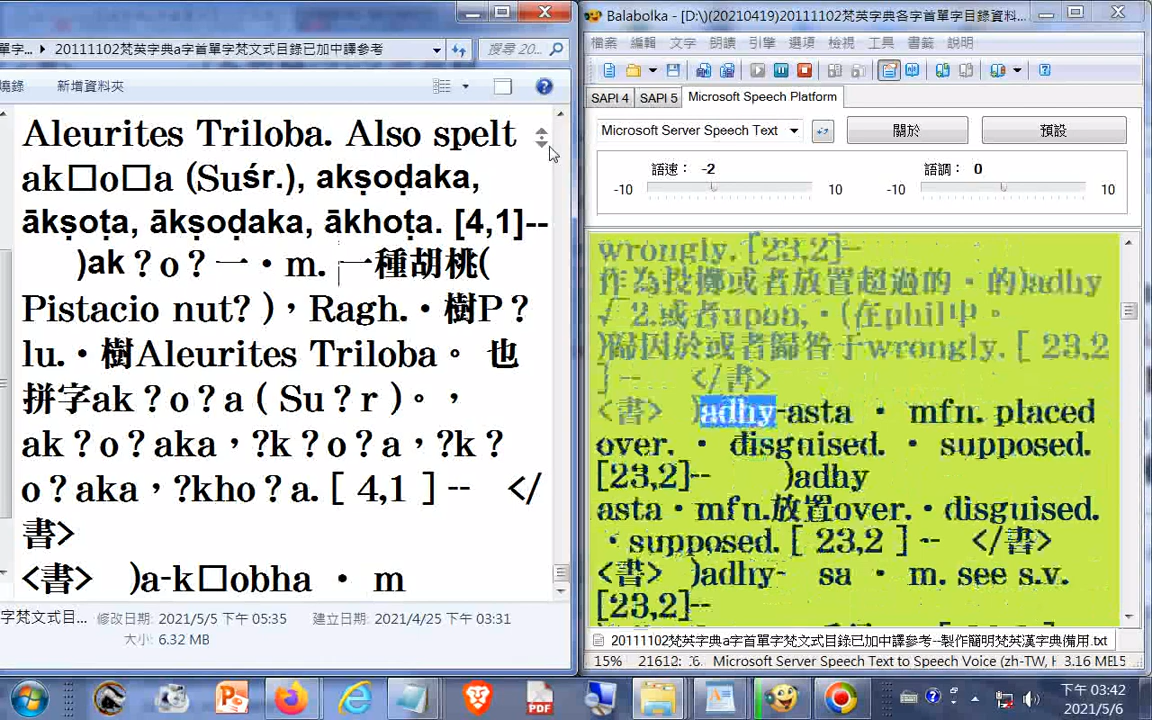 單字... ▸ 20111102梵英字典a字首單字梵文式目錄已加中譯參考
搜尋 20...
燒錄 新增資料夾
Aleurites Triloba. Also spelt
ak□o□a (Suśr.), akṣoḍaka,
ākṣoṭa, ākṣoḍaka, ākhoṭa. [4,1]--
)ak？o？一・m. 一種胡桃(
Pistacio nut? )，Ragh.・樹P？
lu.・樹Aleurites Triloba。 也
拼字ak？o？a ( Su？r )。，
ak？o？aka，?k？o？a，?k？
o？aka，?kho？a. [ 4,1 ] -- </
書>
<書> )a-k□obha ・ m
字梵文式目... 修改日期: 2021/5/5 下午 05:35 建立日期: 2021/4/25 下午 03:31
大小: 6.32 MB
Balabolka - [D:\)(20210419)20111102梵英字典各字首單字目錄資料...
檔案 編輯 文字 朗讀 引擎 選項 檢視 工具 書籤 說明
SAPI 4 SAPI 5 Microsoft Speech Platform
Microsoft Server Speech Text 關於 預設
語速： -2 語調： 0
-10 10 -10 10
wrongly. [23,2]--
作為投擲或者放置超過的・的)adhy
√ 2.或者upon,・(在phil中。
)歸因於或者歸咎于wrongly. [ 23,2
] -- </書>
<書> )adhy-asta ・ mfn. placed
over. ・ disguised. ・ supposed.
[23,2]-- )adhy
asta・mfn.放置over.・disguised.
・supposed. [ 23,2 ] -- </書>
<書> )adhy- sa ・ m. see s.v.
[23,2]--
20111102梵英字典a字首單字梵文式目錄已加中譯參考--製作簡明梵英漢字典備用.txt
15% 21612: Microsoft Server Speech Text to Speech Voice (zh-TW, H 3.16 MB
下午 03:42
2021/5/6